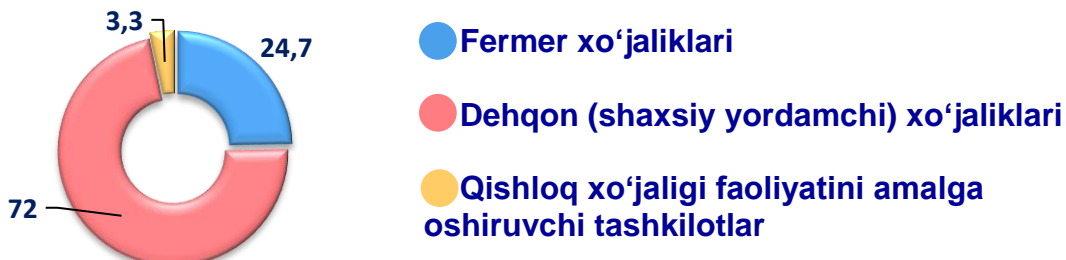 3,3
24,7
72
Fermer xo‘jaliklari
Dehqon (shaxsiy yordamchi) xo‘jaliklari
Qishloq xo‘jaligi faoliyatini amalga
oshiruvchi tashkilotlar